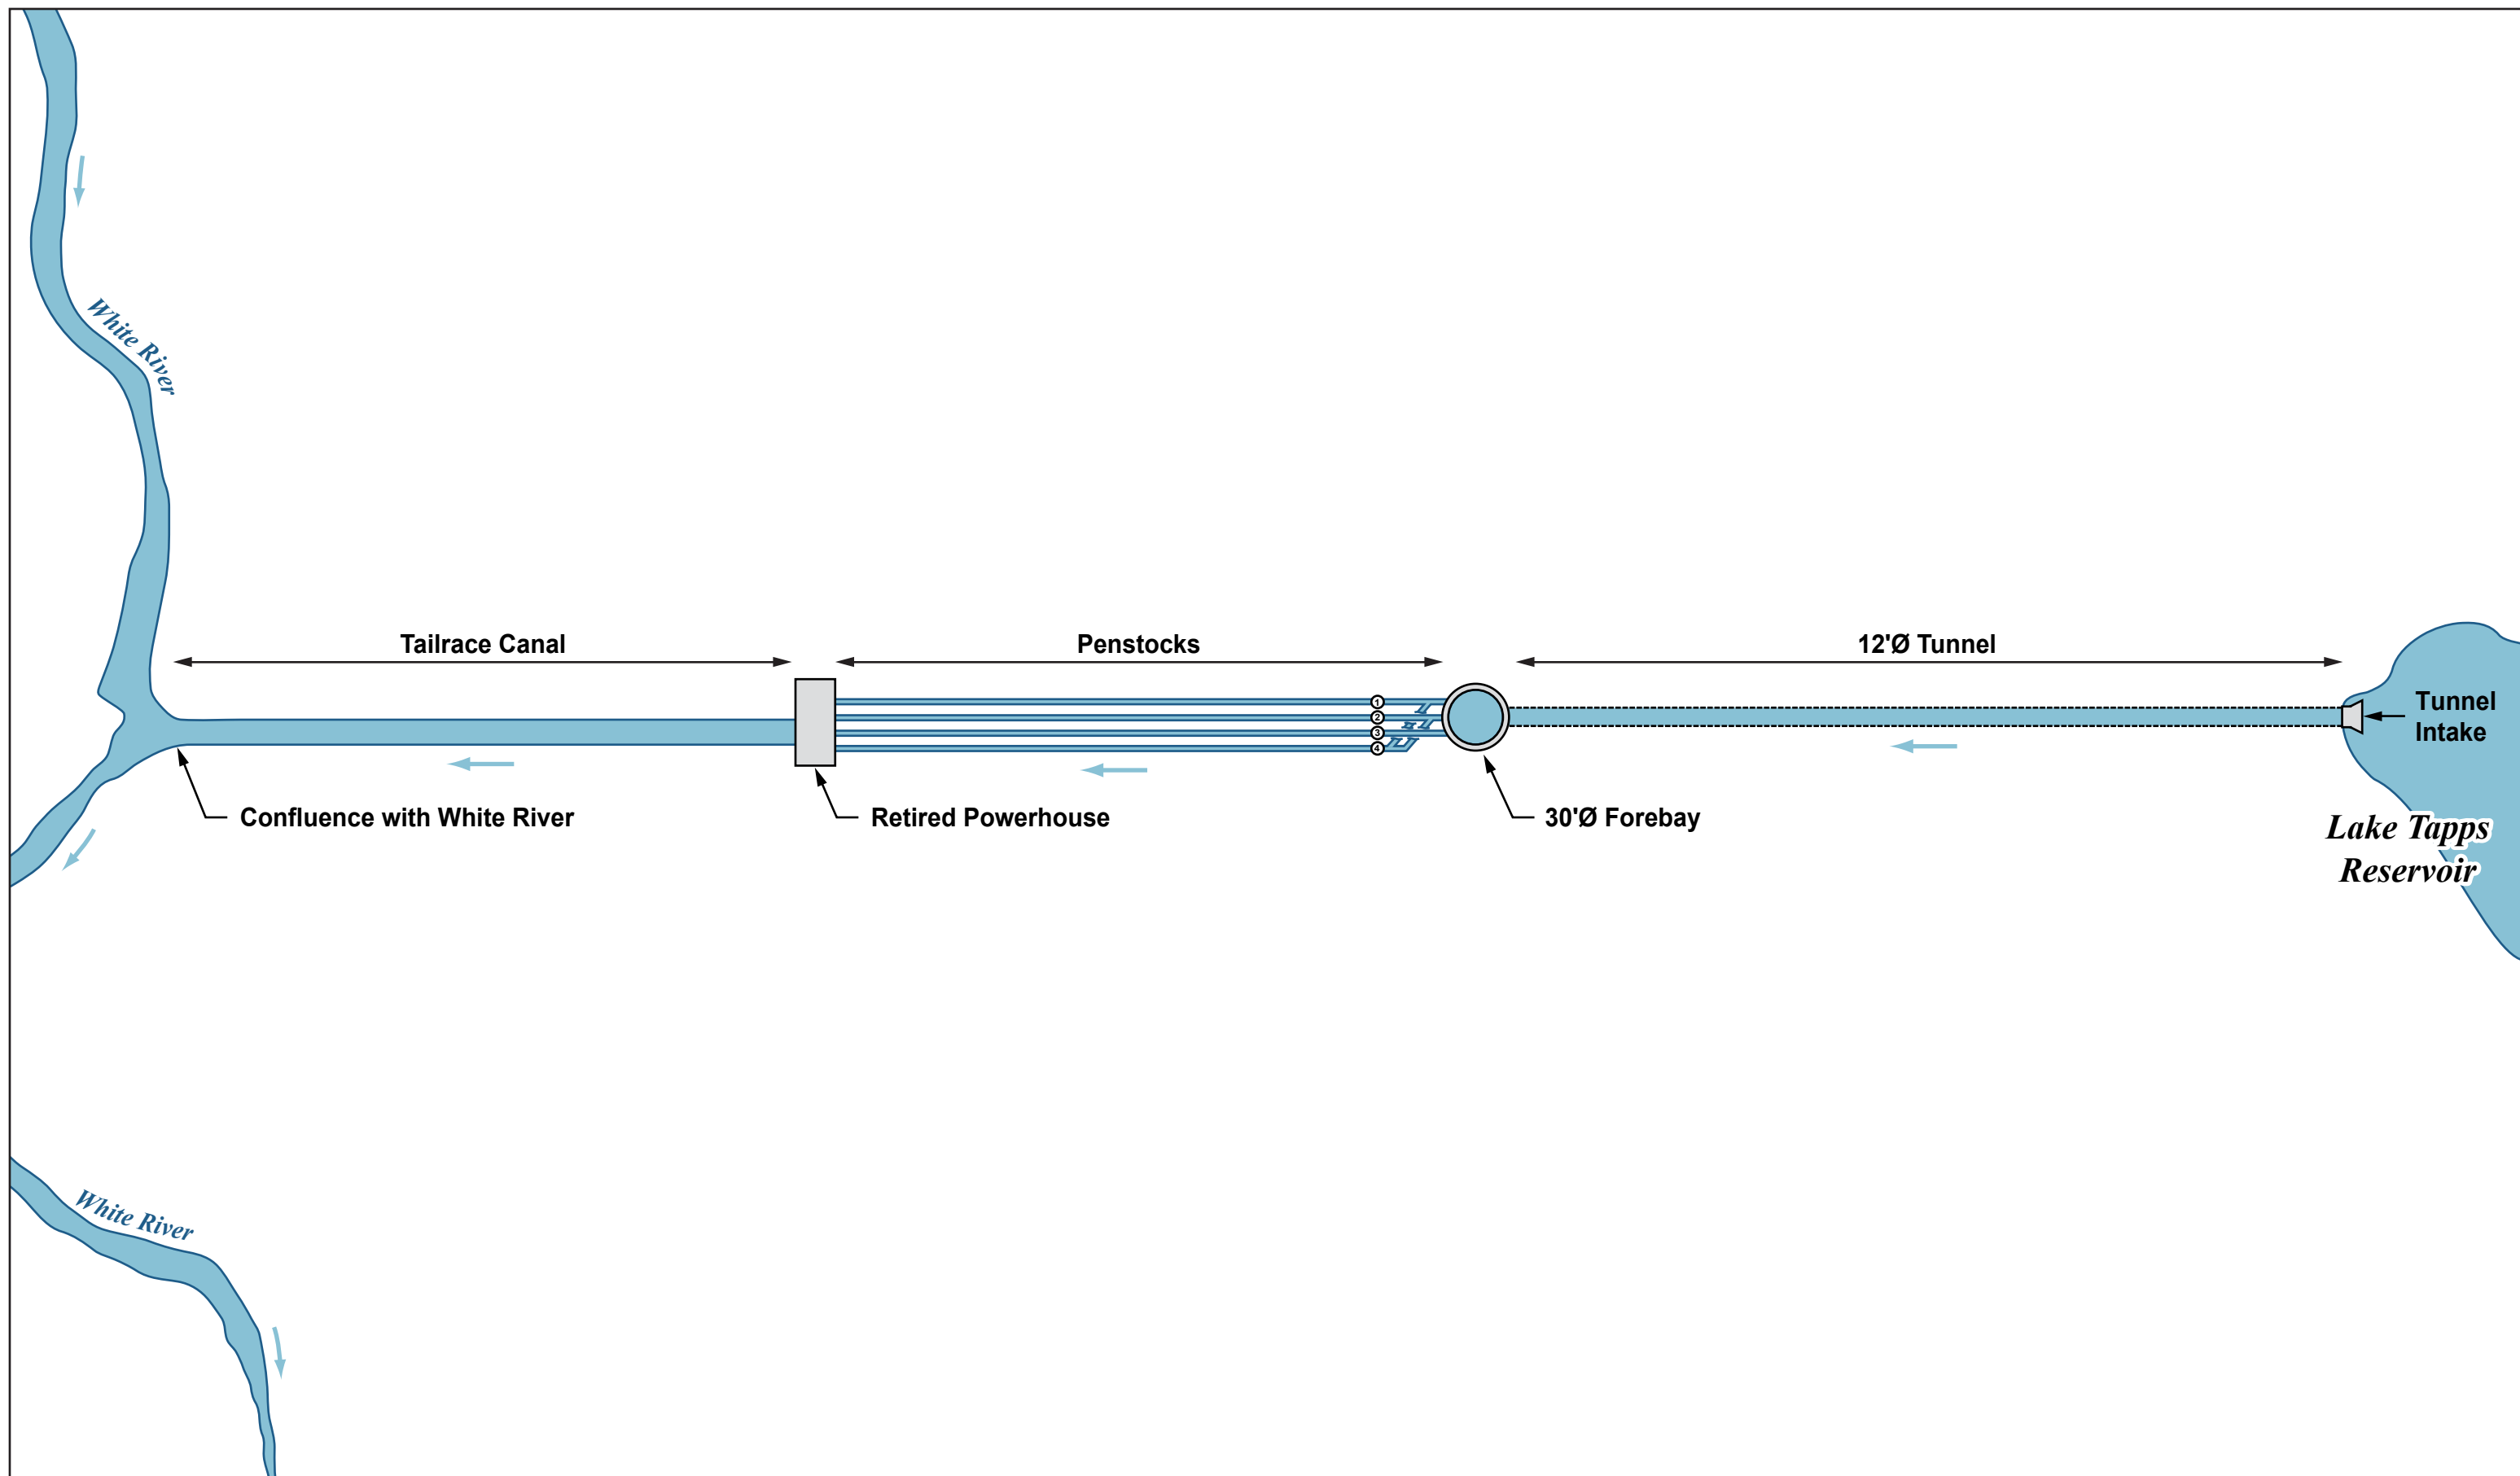 White River
Tailrace Canal
Penstocks
12'Ø Tunnel
1
2
3
4
Tunnel
Intake
Confluence with White River
Retired Powerhouse
30'Ø Forebay
Lake Tapps
Reservoir
White River